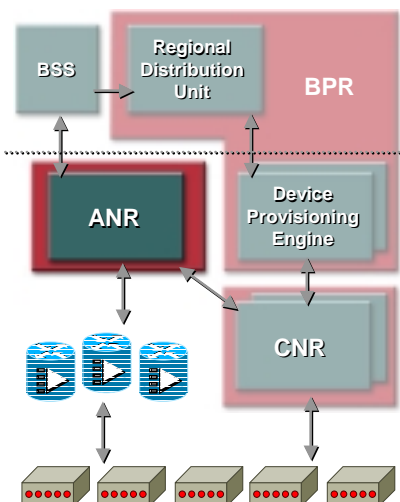 BSS
Regional
Distribution
Unit
BPR
ANR
Device
Provisioning
Engine
CNR